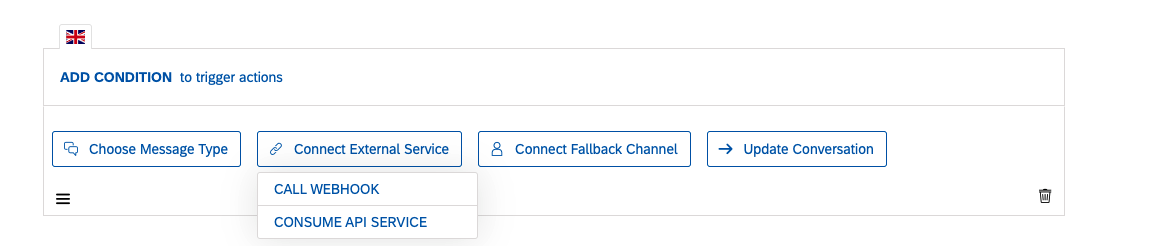 ADD CONDITION to trigger actions
Choose Message Type
Connect External Service
Connect Fallback Channel
Update Conversation
CALL WEBHOOK
CONSUME API SERVICE